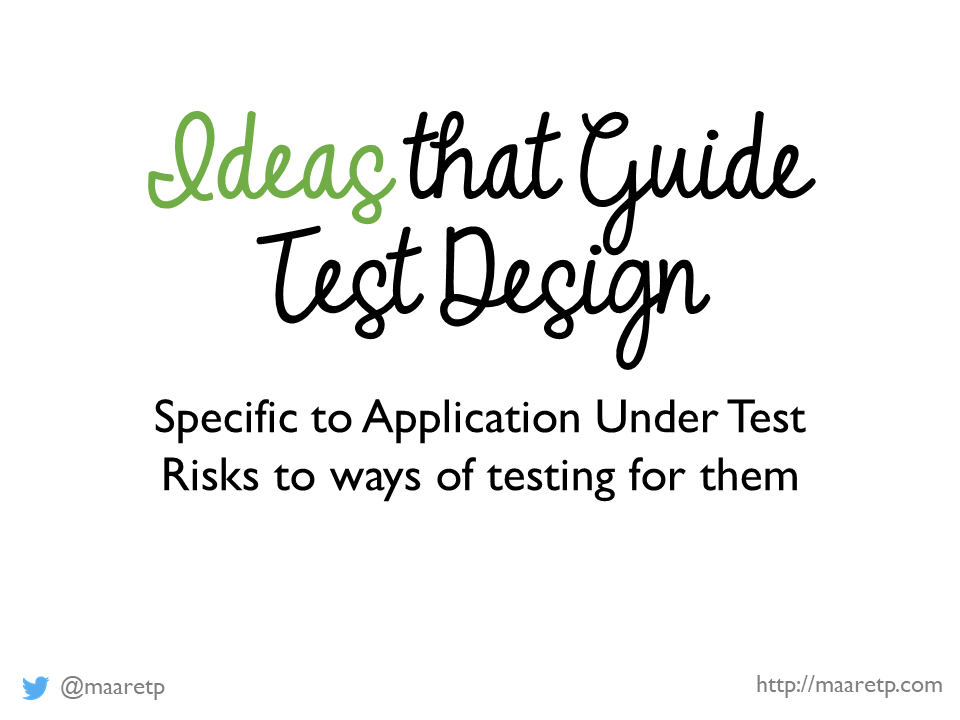 Ideas that Guide
Test Design
Specific to Application Under Test
Risks to ways of testing for them
@maaretp
http://maaretp.com